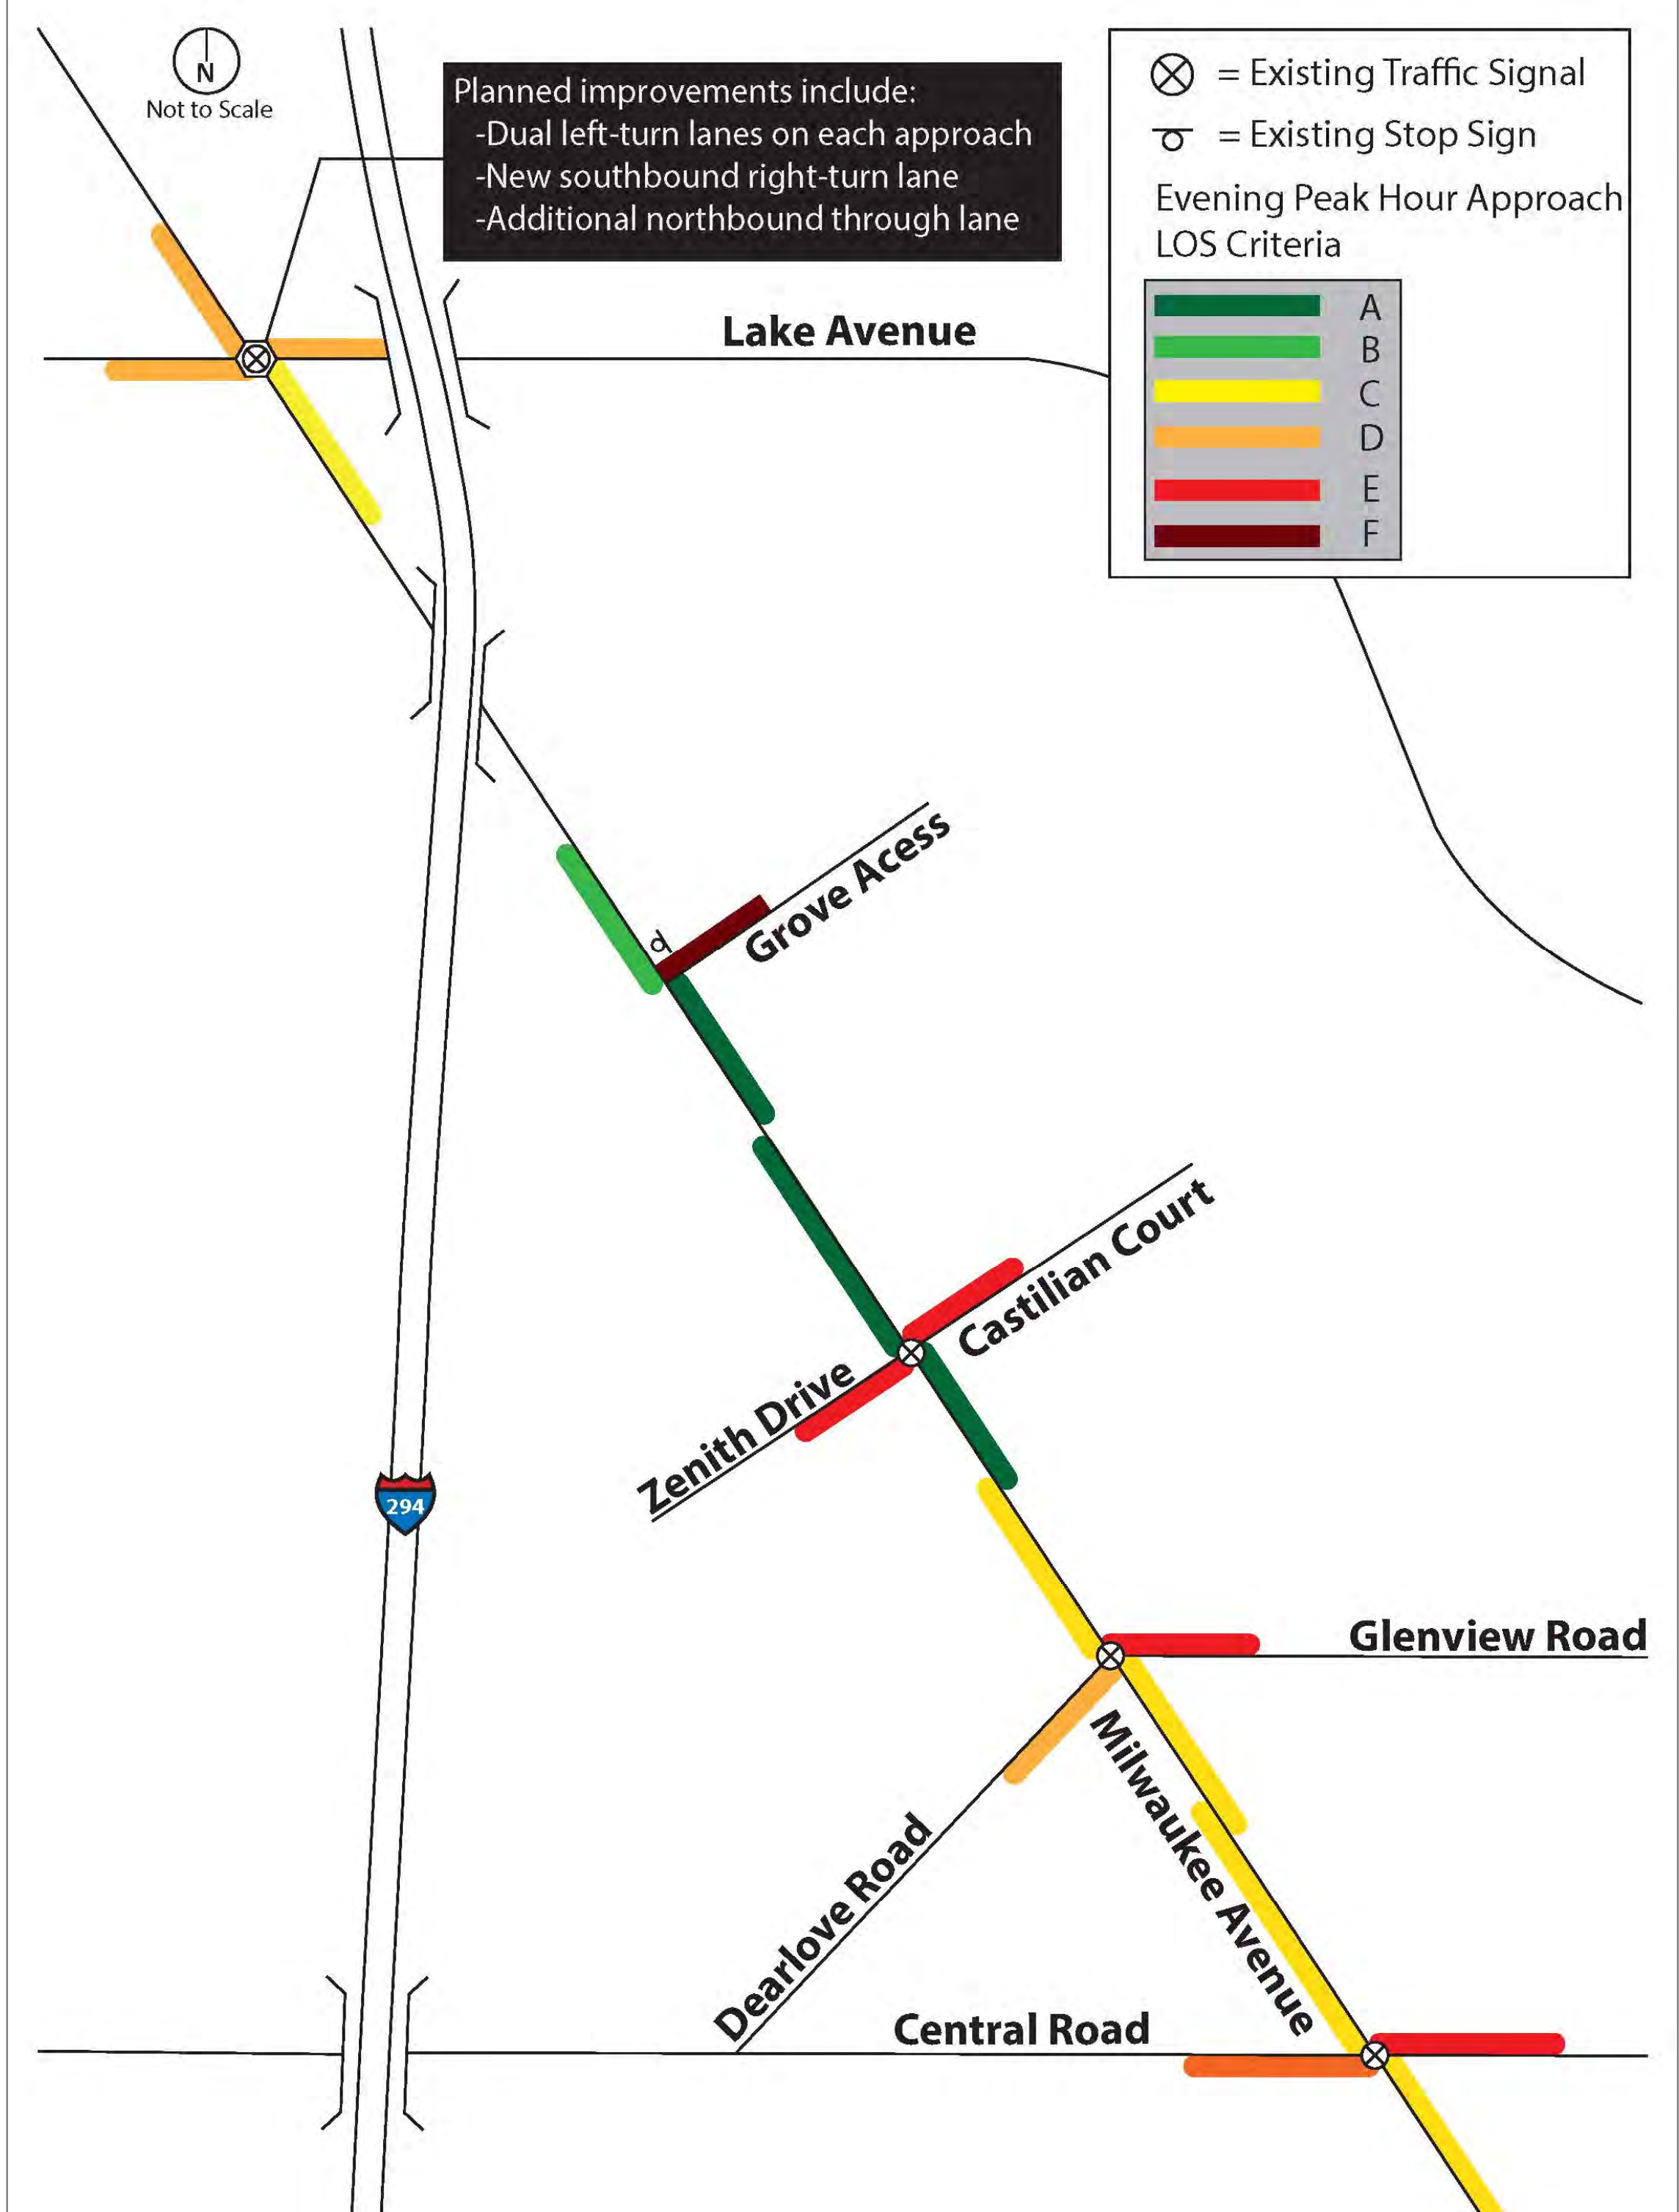 N
Not to Scale
Planned improvements include:
-Dual left-turn lanes on each approach
-New southbound right-turn lane
-Additional northbound through lane
= Existing Traffic Signal
= Existing Stop Sign
Evening Peak Hour Approach
LOS Criteria
A
B
C
D
E
F
Lake Avenue
Grove Acess
Castilian Court
Zenith Drive
294
Glenview Road
Milwaukee Avenue
Dearlove Road
Central Road